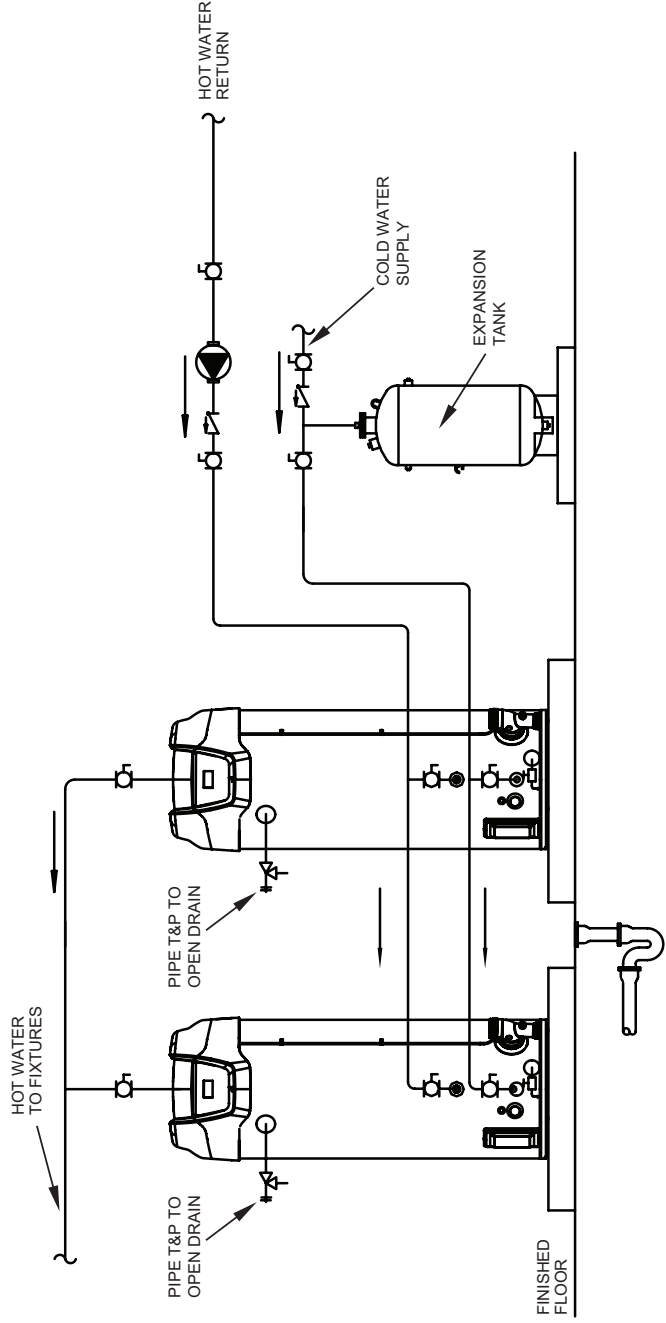 HOT WATER
TO FIXTURES
HOT WATER
RETURN
PIPE T&P TO
OPEN DRAIN
PIPE T&P TO
OPEN DRAIN
COLD WATER
SUPPLY
EXPANSION
TANK
FINISHED
FLOOR